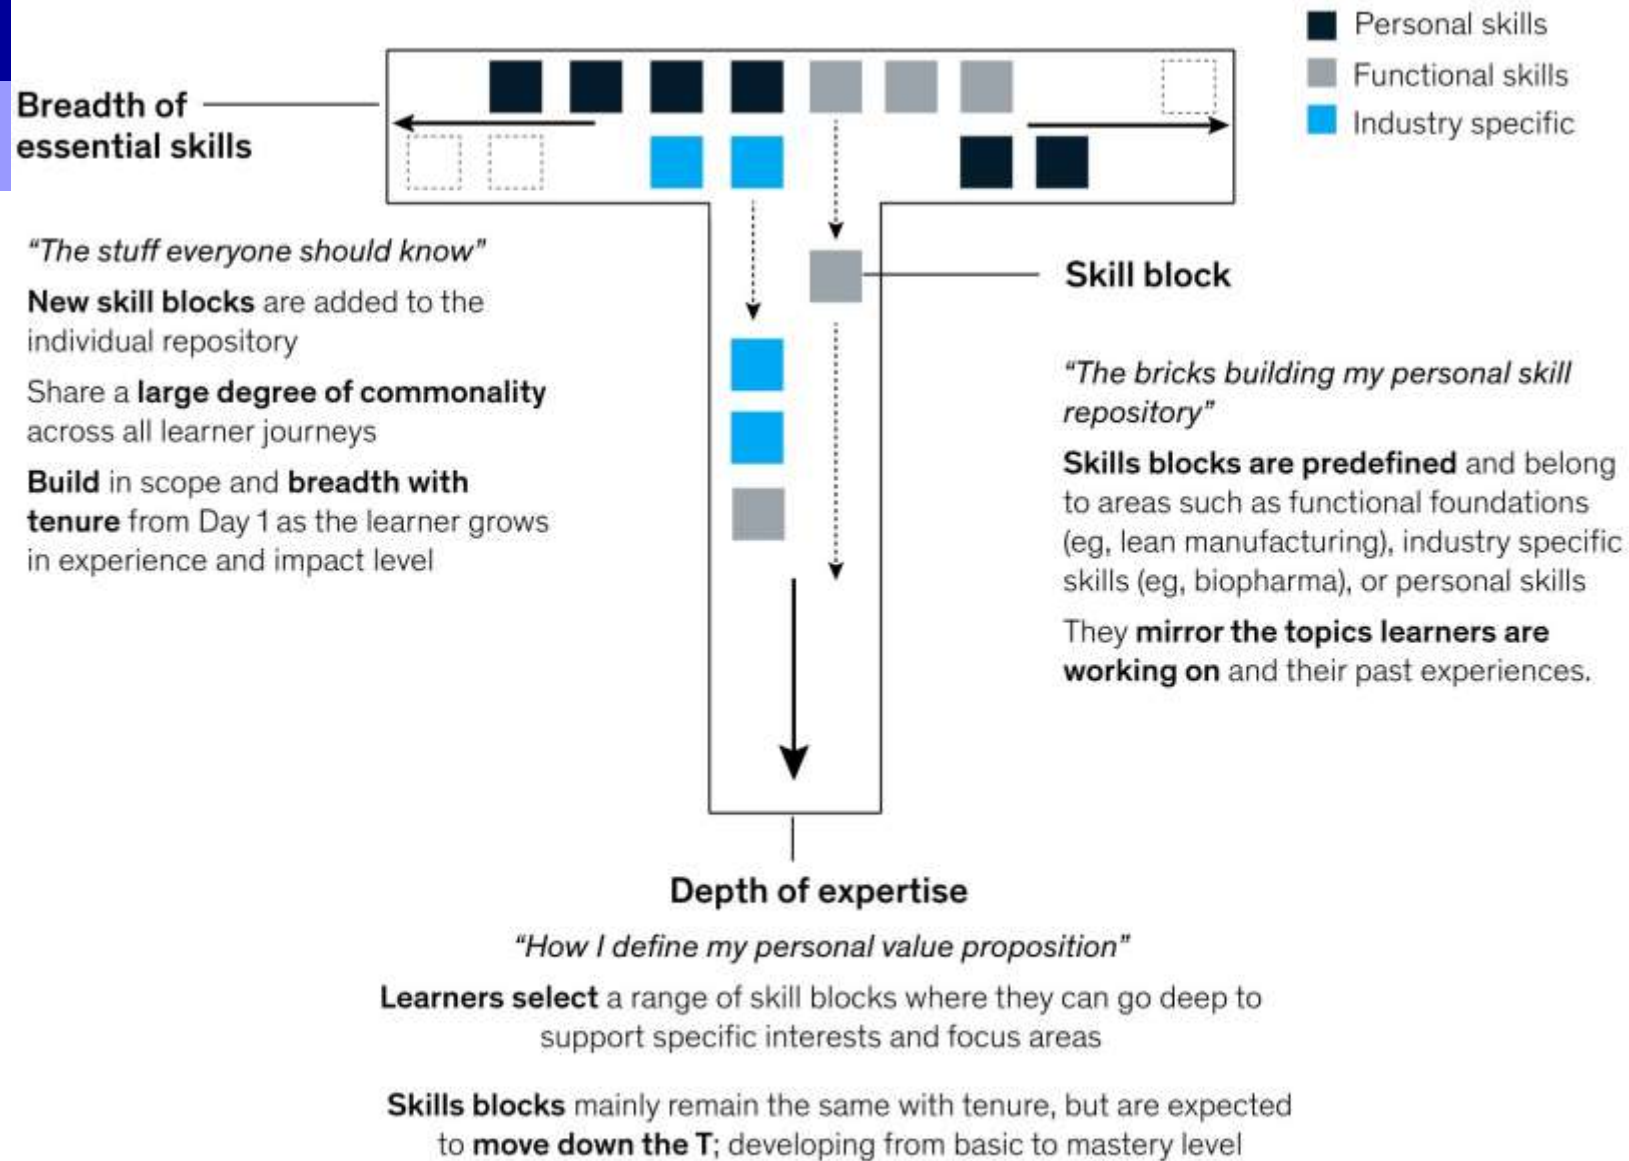 Personal skills
Functional skills
Industry specific
Breadth of
essential skills
“The stuff everyone should know”
New skill blocks are added to the
individual repository
Share a large degree of commonality
across all learner journeys
Build in scope and breadth with
tenure from Day 1 as the learner grows
in experience and impact level
Skill block
“The bricks building my personal skill
repository”
Skills blocks are predefined and belong
to areas such as functional foundations
(eg, lean manufacturing), industry specific
skills (eg, biopharma), or personal skills
They mirror the topics learners are
working on and their past experiences.
Depth of expertise
“How I define my personal value proposition”
Learners select a range of skill blocks where they can go deep to
support specific interests and focus areas
Skills blocks mainly remain the same with tenure, but are expected
to move down the T; developing from basic to mastery level